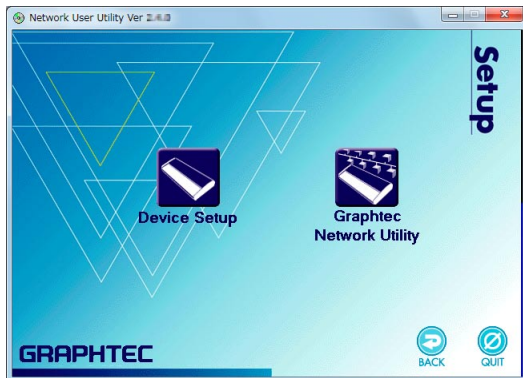 Network User Utility Ver
Setup
Device Setup
Graphtec
Network Utility
GRAPHTEC
BACK
QUIT